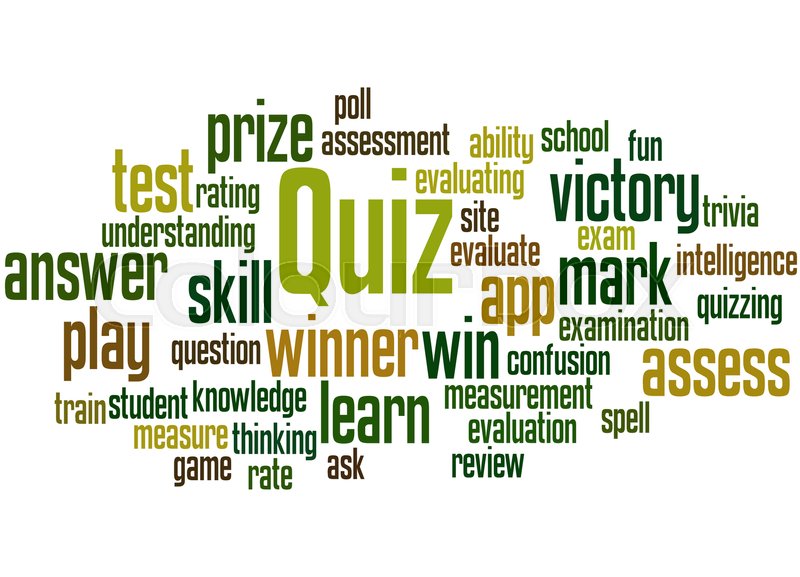 poll
prize
assessment
ability
school
fun
test
rating
evaluating
victory
trivia
Quiz
site
understanding
exam
evaluate
intelligence
answer
skill
app
mark
quizzing
play
question
winner
win
examination
confusion
assess
train
student
knowledge
learn
measurement
spell
measure
thinking
evaluation
game
rate
ask
review
colourbox